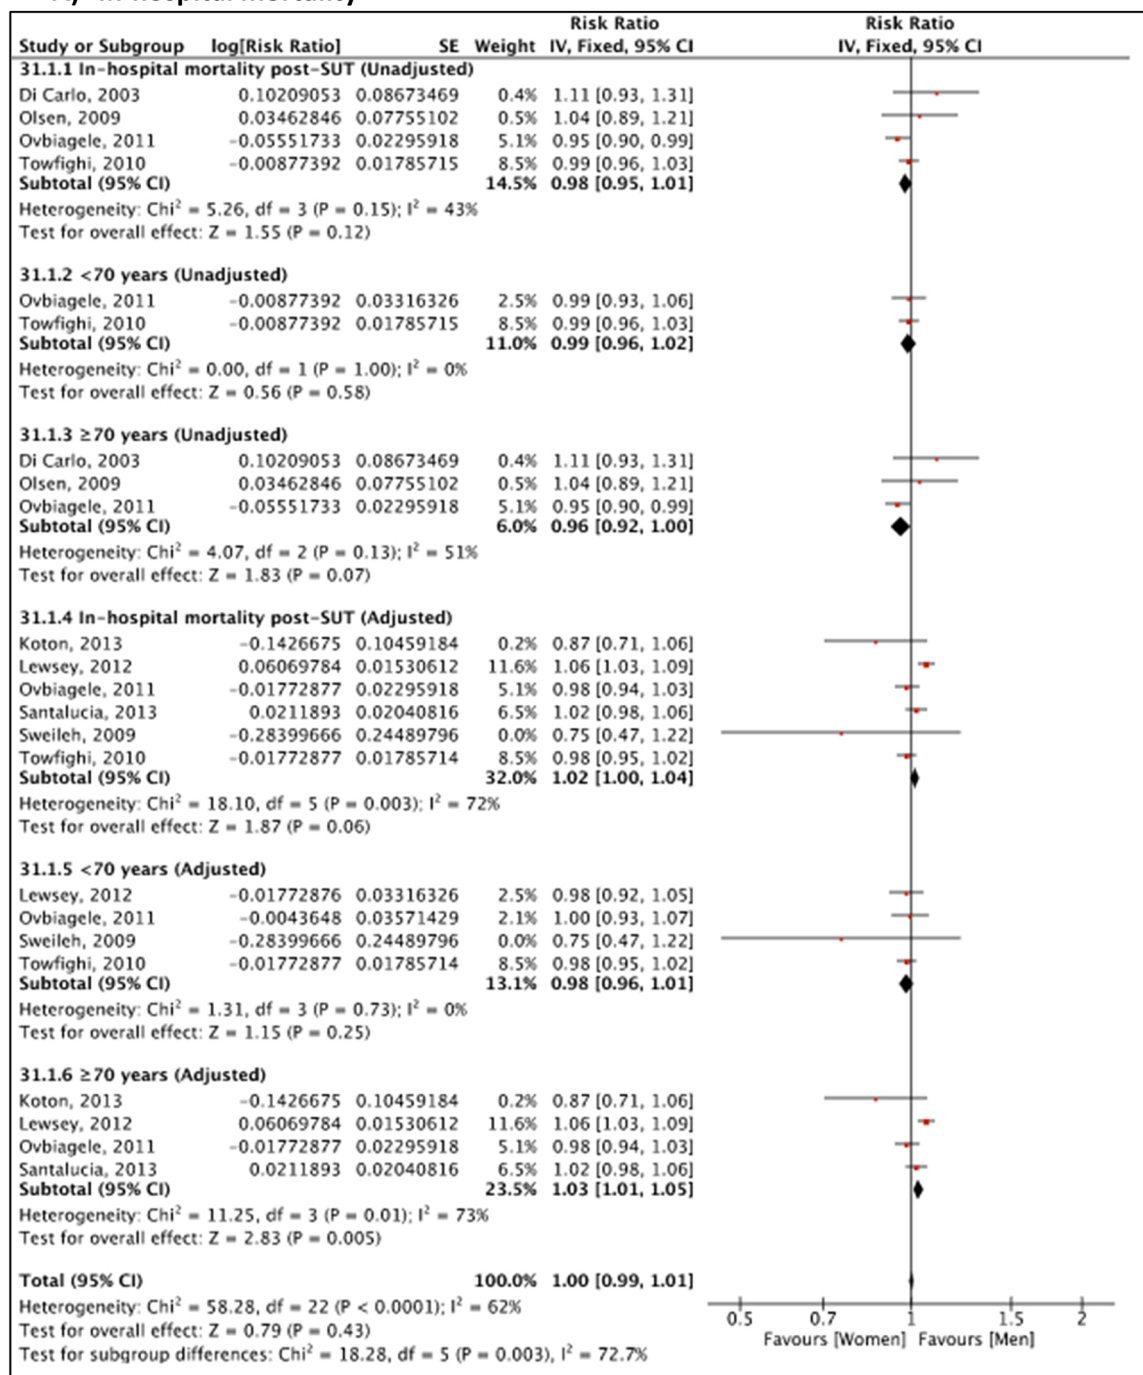 Risk Ratio Risk Ratio
Study or Subgroup log[Risk Ratio] SE Weight IV, Fixed, 95% CI IV, Fixed, 95% CI
31.1.1 In-hospital mortality post-SUT (Unadjusted)
Di Carlo, 2003 0.10209053 0.08673469 0.4% 1.11 [0.93, 1.31]
Olsen, 2009 0.03462846 0.07755102 0.5% 1.04 [0.89, 1.21]
Ovbiagele, 2011 -0.05551733 0.02295918 5.1% 0.95 [0.90, 0.99]
Towfighi, 2010 -0.00877392 0.01785715 8.5% 0.99 [0.96, 1.03]
Subtotal (95% CI) 14.5% 0.98 [0.95, 1.01]
Heterogeneity: Chi² = 5.26, df = 3 (P = 0.15); I² = 43%
Test for overall effect: Z = 1.55 (P = 0.12)
31.1.2 <70 years (Unadjusted)
Ovbiagele, 2011 -0.00877392 0.03316326 2.5% 0.99 [0.93, 1.06]
Towfighi, 2010 -0.00877392 0.01785715 8.5% 0.99 [0.96, 1.03]
Subtotal (95% CI) 11.0% 0.99 [0.96, 1.02]
Heterogeneity: Chi² = 0.00, df = 1 (P = 1.00); I² = 0%
Test for overall effect: Z = 0.56 (P = 0.58)
31.1.3 ≥70 years (Unadjusted)
Di Carlo, 2003 0.10209053 0.08673469 0.4% 1.11 [0.93, 1.31]
Olsen, 2009 0.03462846 0.07755102 0.5% 1.04 [0.89, 1.21]
Ovbiagele, 2011 -0.05551733 0.02295918 5.1% 0.95 [0.90, 0.99]
Subtotal (95% CI) 6.0% 0.96 [0.92, 1.00]
Heterogeneity: Chi² = 4.07, df = 2 (P = 0.13); I² = 51%
Test for overall effect: Z = 1.83 (P = 0.07)
31.1.4 In-hospital mortality post-SUT (Adjusted)
Koton, 2013 -0.1426675 0.10459184 0.2% 0.87 [0.71, 1.06]
Lewsey, 2012 0.06069784 0.01530612 11.6% 1.06 [1.03, 1.09]
Ovbiagele, 2011 -0.01772877 0.02295918 5.1% 0.98 [0.94, 1.03]
Santalucia, 2013 0.0211893 0.02040816 6.5% 1.02 [0.98, 1.06]
Sweileh, 2009 -0.28399666 0.24489796 0.0% 0.75 [0.47, 1.22]
Towfighi, 2010 -0.01772877 0.01785714 8.5% 0.98 [0.95, 1.02]
Subtotal (95% CI) 32.0% 1.02 [1.00, 1.04]
Heterogeneity: Chi² = 18.10, df = 5 (P = 0.003); I² = 72%
Test for overall effect: Z = 1.87 (P = 0.06)
31.1.5 <70 years (Adjusted)
Lewsey, 2012 -0.01772876 0.03316326 2.5% 0.98 [0.92, 1.05]
Ovbiagele, 2011 -0.0043648 0.03571429 2.1% 1.00 [0.93, 1.07]
Sweileh, 2009 -0.28399666 0.24489796 0.0% 0.75 [0.47, 1.22]
Towfighi, 2010 -0.01772877 0.01785714 8.5% 0.98 [0.95, 1.02]
Subtotal (95% CI) 13.1% 0.98 [0.96, 1.01]
Heterogeneity: Chi² = 1.31, df = 3 (P = 0.73); I² = 0%
Test for overall effect: Z = 1.15 (P = 0.25)
31.1.6 ≥70 years (Adjusted)
Koton, 2013 -0.1426675 0.10459184 0.2% 0.87 [0.71, 1.06]
Lewsey, 2012 0.06069784 0.01530612 11.6% 1.06 [1.03, 1.09]
Ovbiagele, 2011 -0.01772877 0.02295918 5.1% 0.98 [0.94, 1.03]
Santalucia, 2013 0.0211893 0.02040816 6.5% 1.02 [0.98, 1.06]
Subtotal (95% CI) 23.5% 1.03 [1.01, 1.05]
Heterogeneity: Chi² = 11.25, df = 3 (P = 0.01); I² = 73%
Test for overall effect: Z = 2.83 (P = 0.005)
Total (95% CI) 100.0% 1.00 [0.99, 1.01]
Heterogeneity: Chi² = 58.28, df = 22 (P < 0.0001); I² = 62%
Test for overall effect: Z = 0.79 (P = 0.43)
Test for subgroup differences: Chi² = 18.28, df = 5 (P = 0.003), I² = 72.7%
0.5 0.7 1 1.5 2
Favours [Women] Favours [Men]